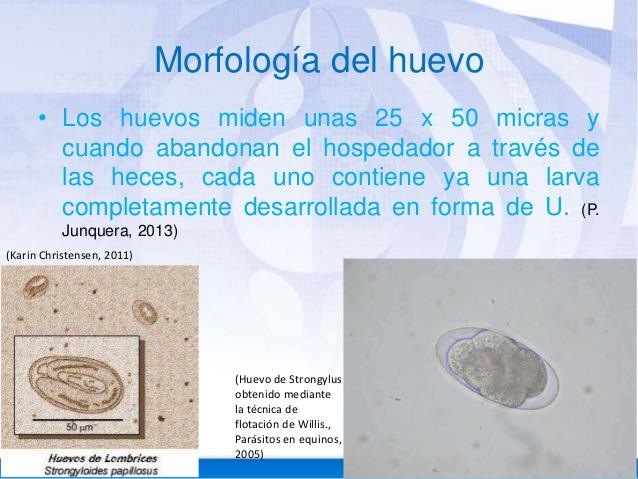 Morfología del huevo
• Los huevos miden unas 25 x 50 micras y
cuando abandonan el hospedador a través de
las heces, cada uno contiene ya una larva
completamente desarrollada en forma de U. (P.
Junquera, 2013)
(Karin Christensen, 2011)
50 µm
Huevos de Lombrices
Strongyloides papillosus
(Huevo de Strongylus
obtenido mediante
la técnica de
flotación de Willis.,
Parásitos en equinos,
2005)